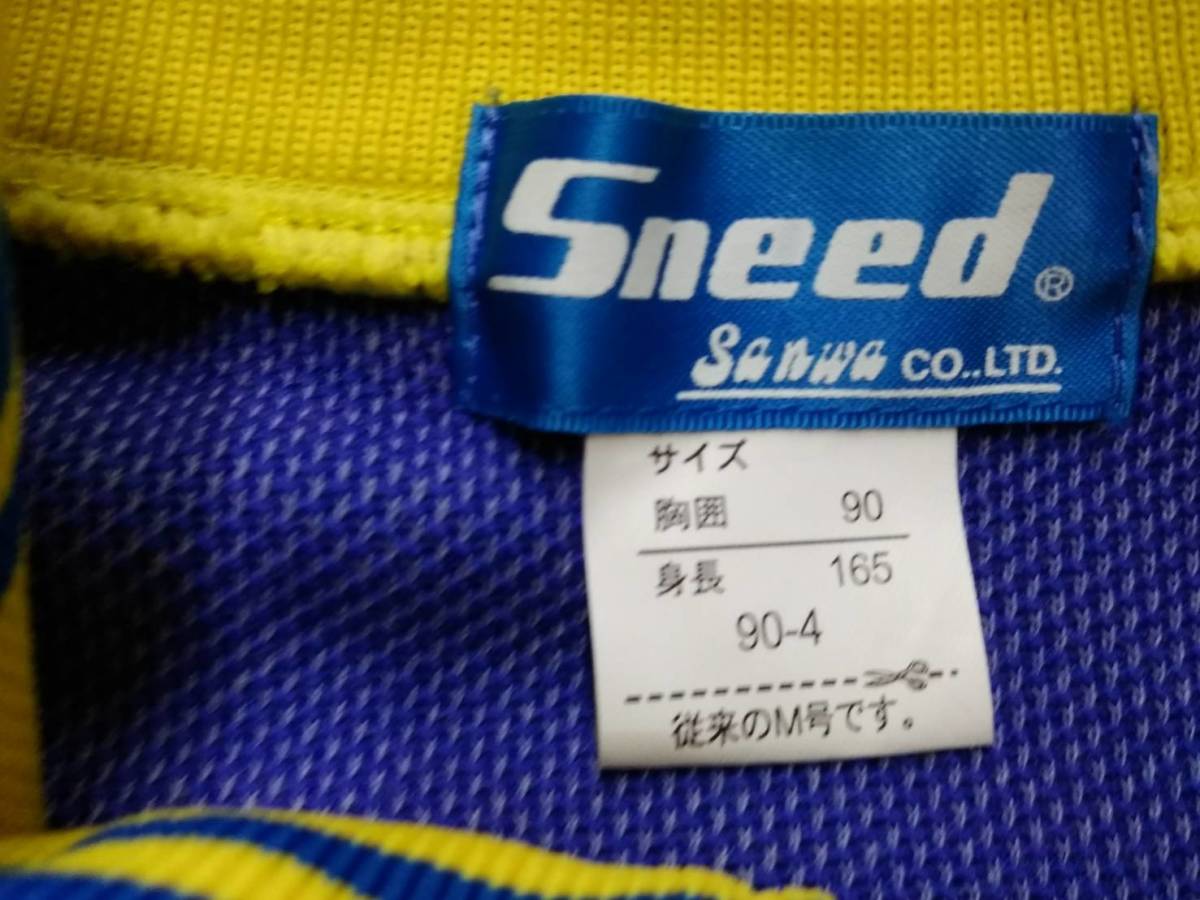 Sneed®
Sanwa CO.,LTD.
サイズ
胸囲 90
身長 165
90-4
従来のM号です。